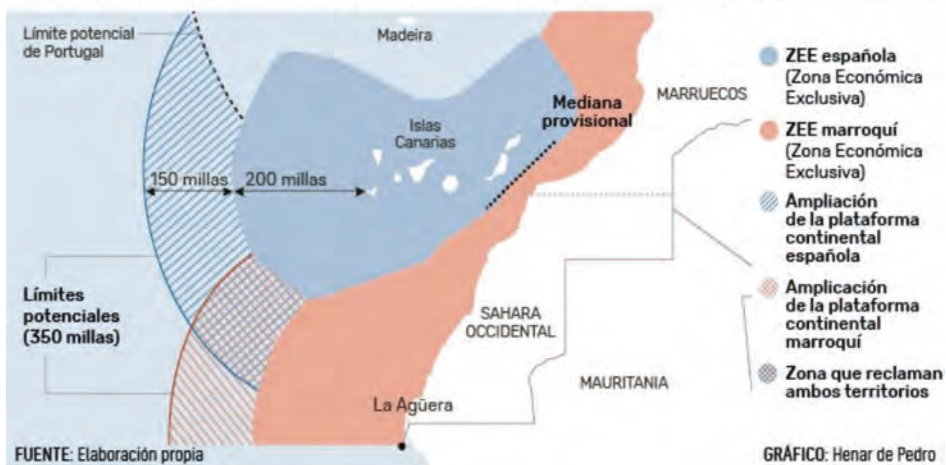 Límite potencial
de Portugal
Madeira
Islas
Canarias
Mediana
provisional
MARRUECOS
150 millas
200 millas
Límites
potenciales
(350 millas)
SAHARA
OCCIDENTAL
MAURITANIA
La Agüera
ZEE española
(Zona Económica
Exclusiva)
ZEE marroquí
(Zona Económica
Exclusiva)
Ampliación
de la plataforma
continental
española
Amplicación
de la plataforma
continental
marroquí
Zona que reclaman
ambos territorios
FUENTE: Elaboración propia
GRÁFICO: Henar de Pedro